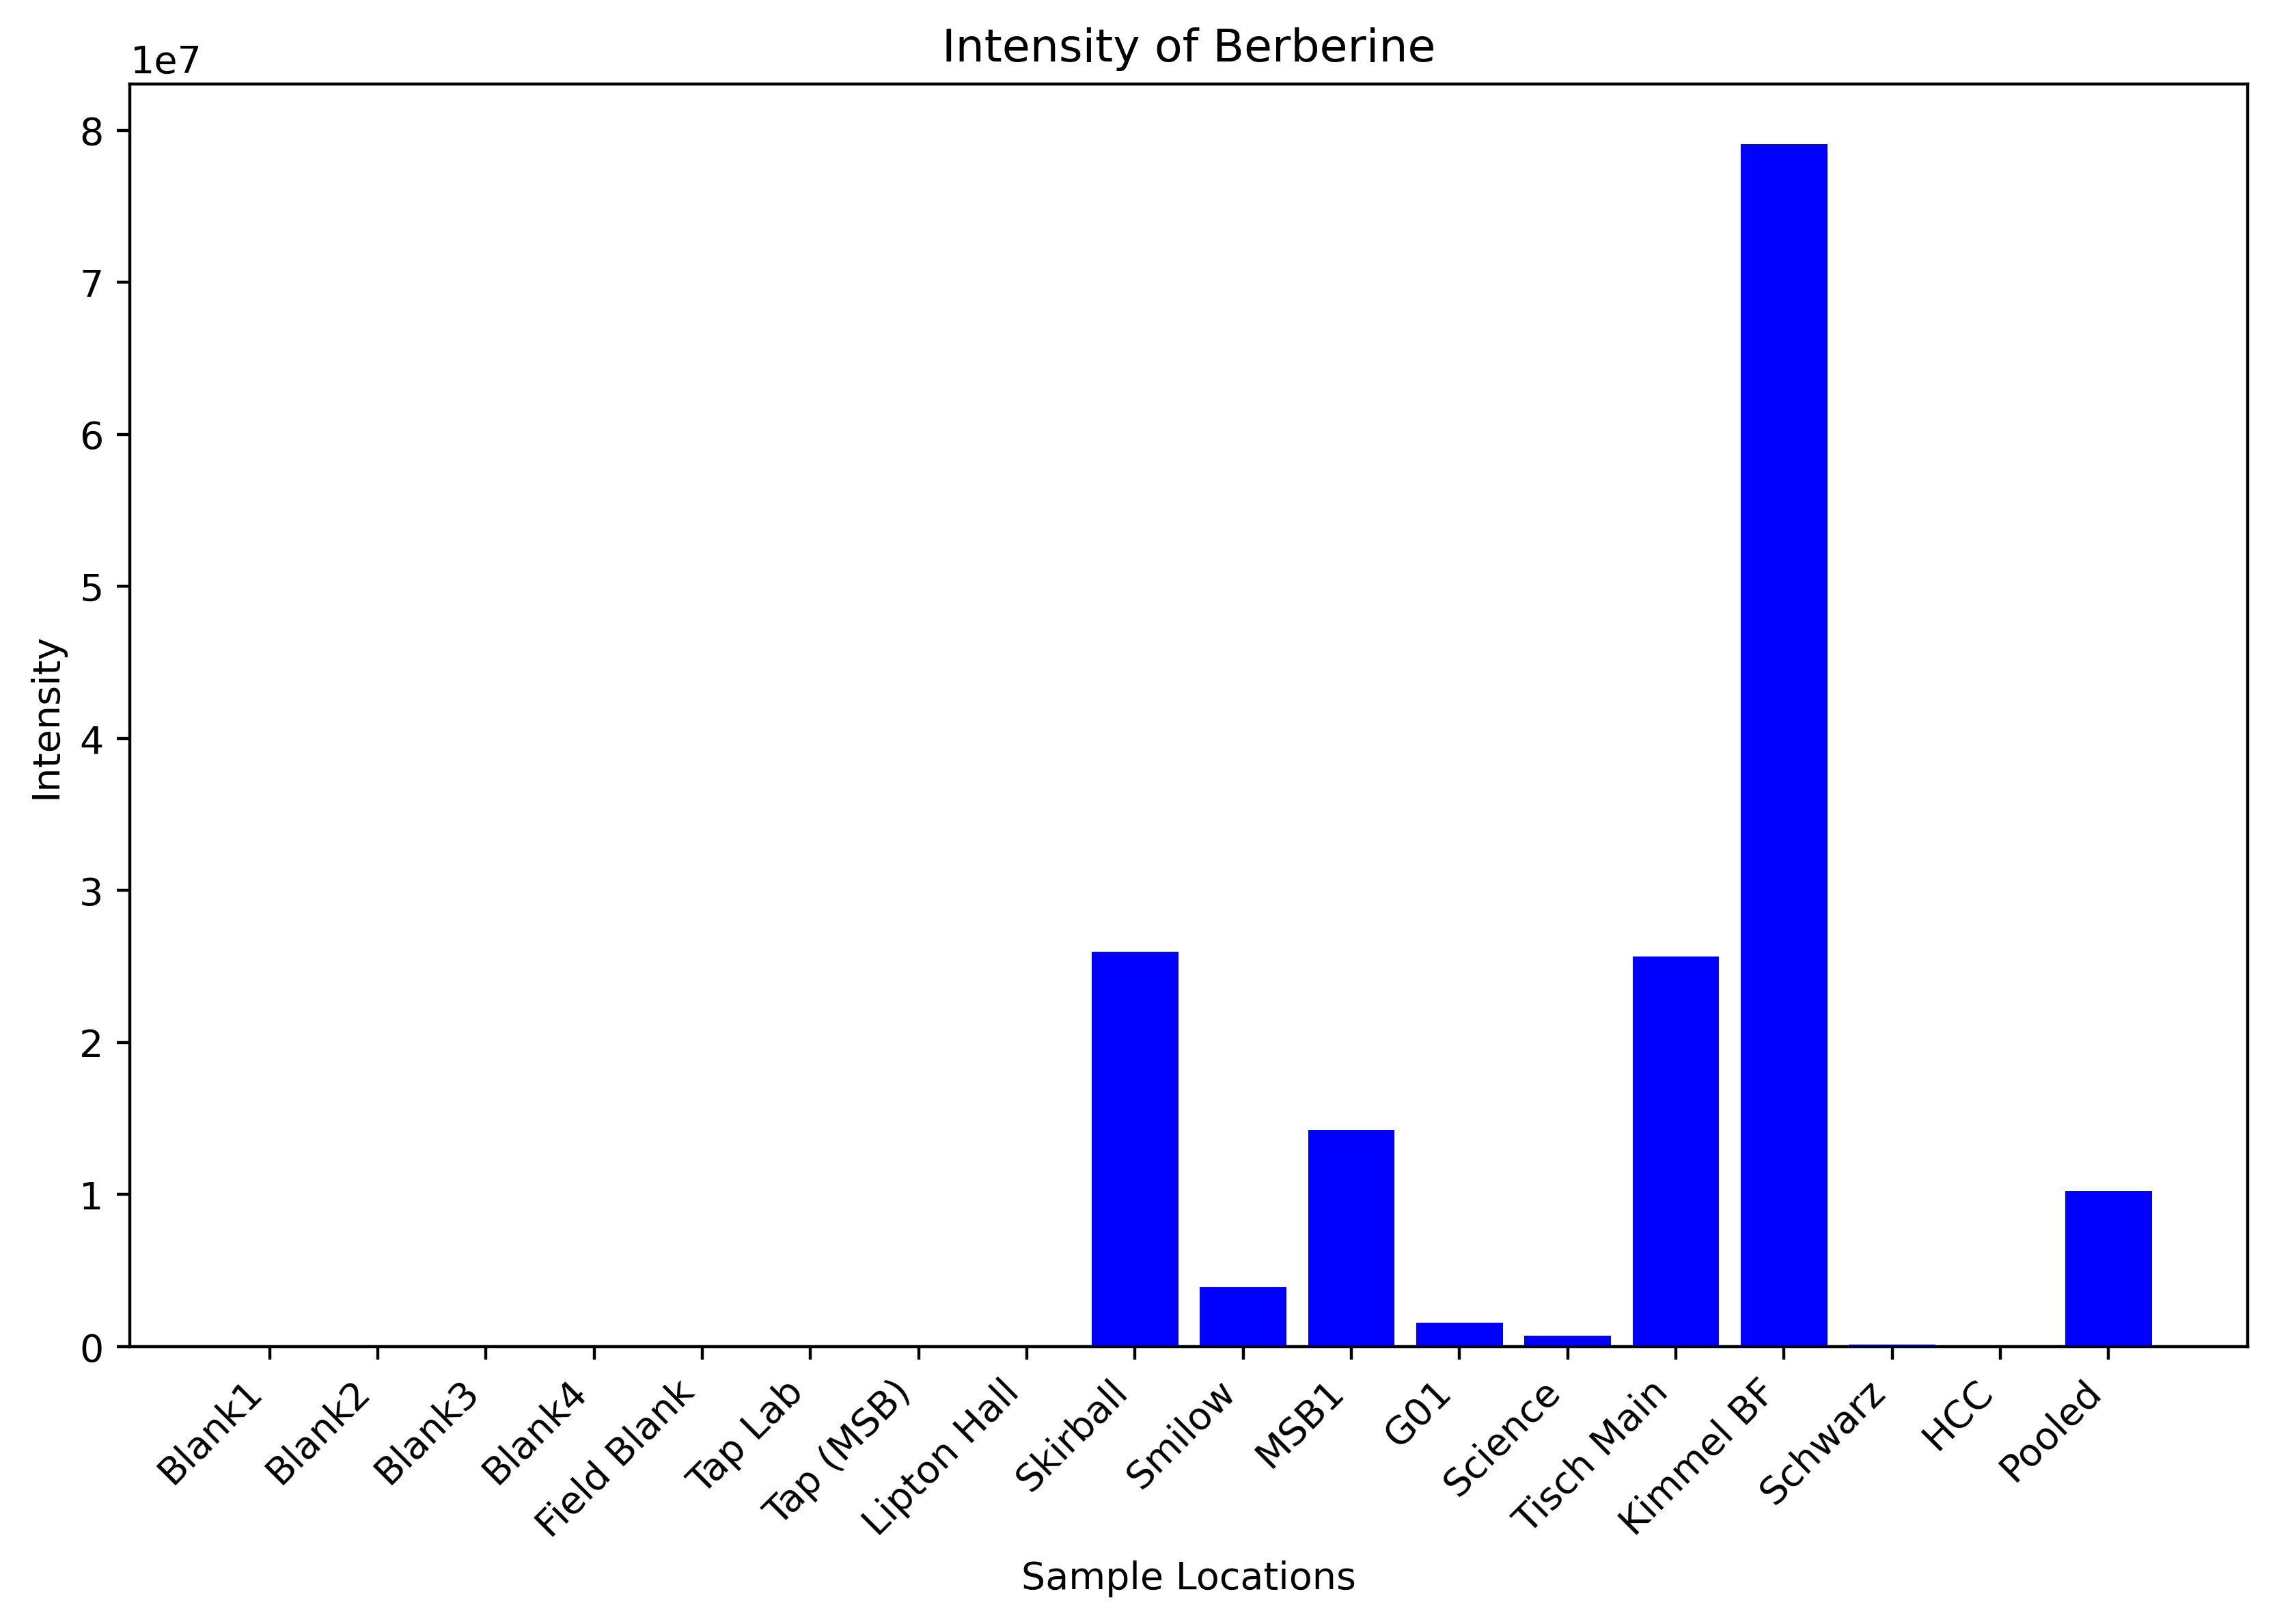 Intensity of Berberine
1e7
8
7
6
5
4
3
2
1
0
Intensity
Blank1
Blank2
Blank3
Blank4
Field Blank
Tap Lab
Tap (MSB)
Lipton Hall
Skirball
Smilow
MSB1
G01
Science
Tisch Main
Kimmel BF
Schwarz
HCC
Pooled
Sample Locations